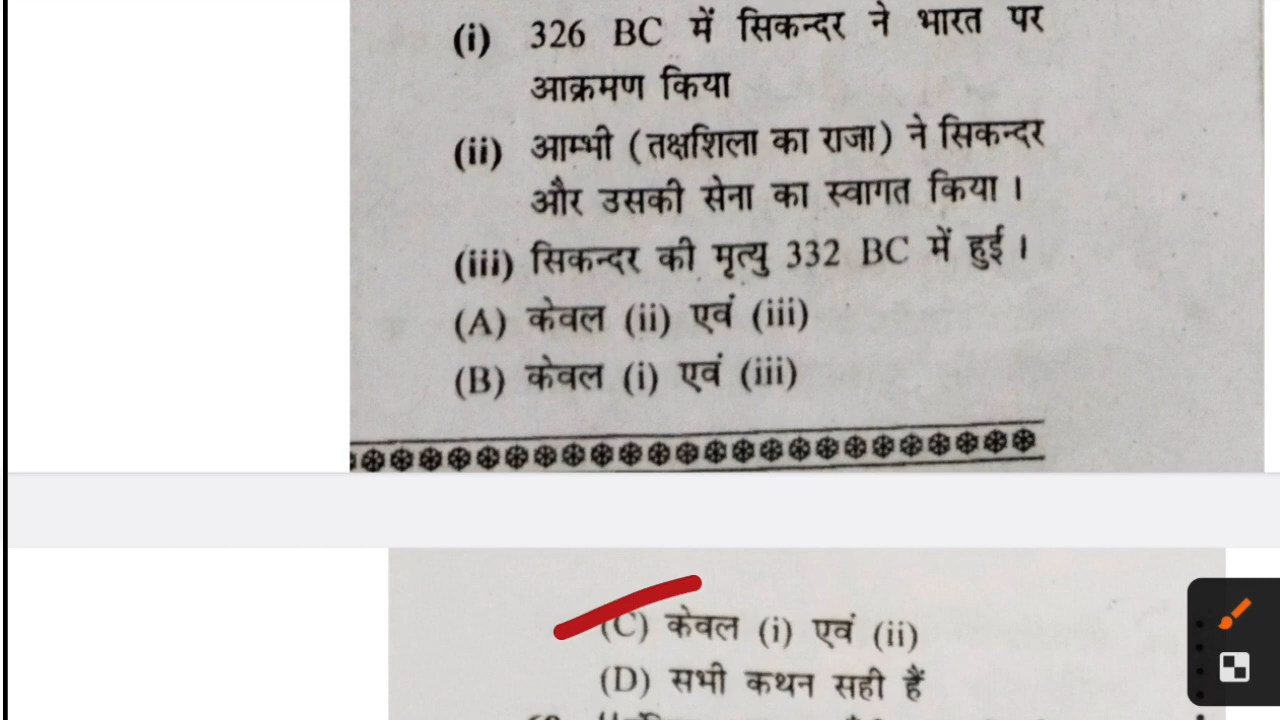 (i) 326 BC में सिकन्दर ने भारत पर
आक्रमण किया
(ii) आम्भी (तक्षशिला का राजा) ने सिकन्दर
और उसकी सेना का स्वागत किया ।
(iii) सिकन्दर की मृत्यु 332 BC में हुई ।
(A) केवल (ii) एवं (iii)
(B) केवल (i) एवं (iii)
(C) केवल (i) एवं (ii)
(D) सभी कथन सही हैं